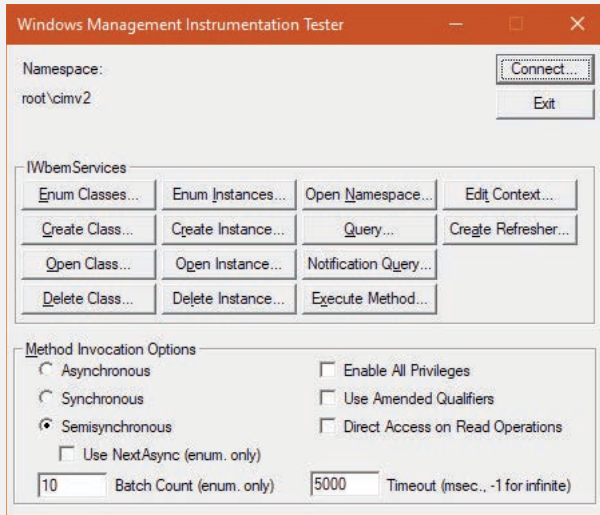 Windows Management Instrumentation Tester
Namespace:
Connect...
root\cimv2
Exit
IWbemServices
Enum Classes... Enum Instances... Open Namespace... Edit Context...
Create Class... Create Instance... Query... Create Refresher...
Open Class... Open Instance... Notification Query...
Delete Class... Delete Instance... Execute Method...
Method Invocation Options
Asynchronous Enable All Privileges
Synchronous Use Amended Qualifiers
Semisynchronous Direct Access on Read Operations
Use NextAsync (enum. only)
10 Batch Count (enum. only) 5000 Timeout (msec., -1 for infinite)